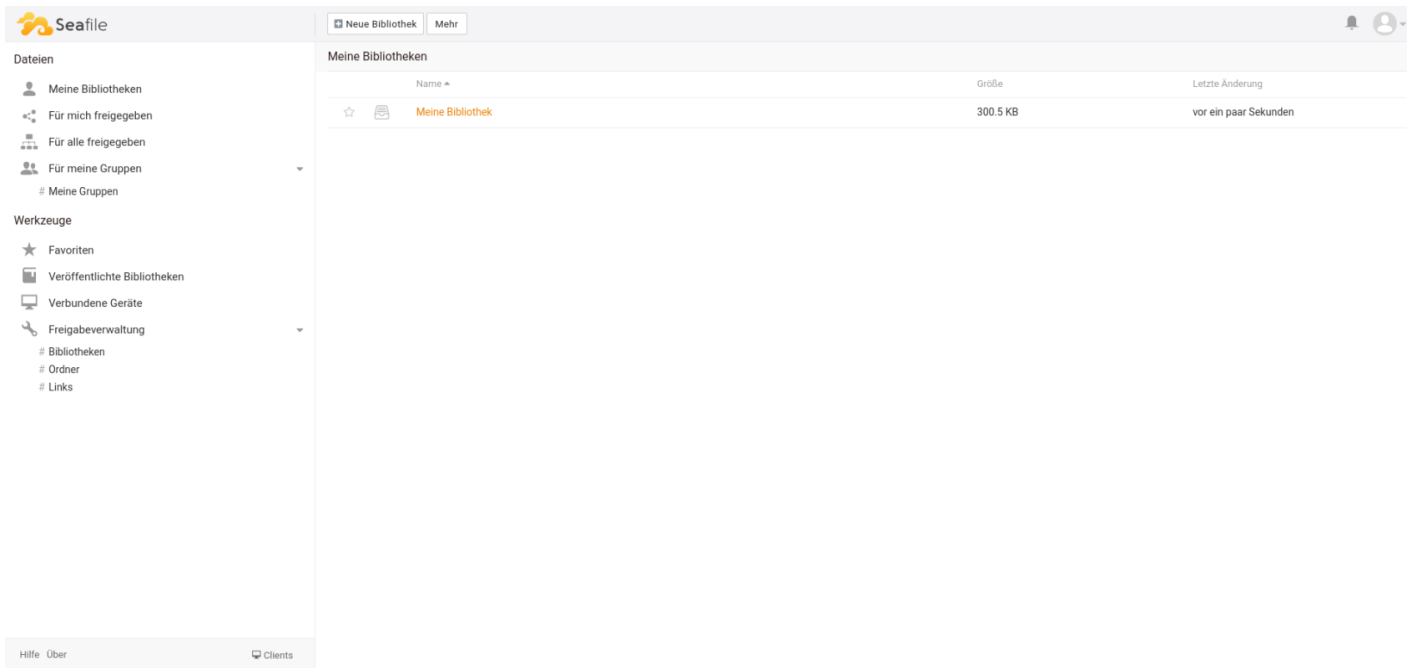 Seafile
Neue Bibliothek Mehr
Dateien
Meine Bibliotheken
Für mich freigegeben
Für alle freigegeben
Für meine Gruppen
# Meine Gruppen
Werkzeuge
Favoriten
Veröffentlichte Bibliotheken
Verbundene Geräte
Freigabeverwaltung
# Bibliotheken
# Ordner
# Links
Hilfe Über Clients
Meine Bibliotheken
Name Größe Letzte Änderung
Meine Bibliothek 300.5 KB vor ein paar Sekunden